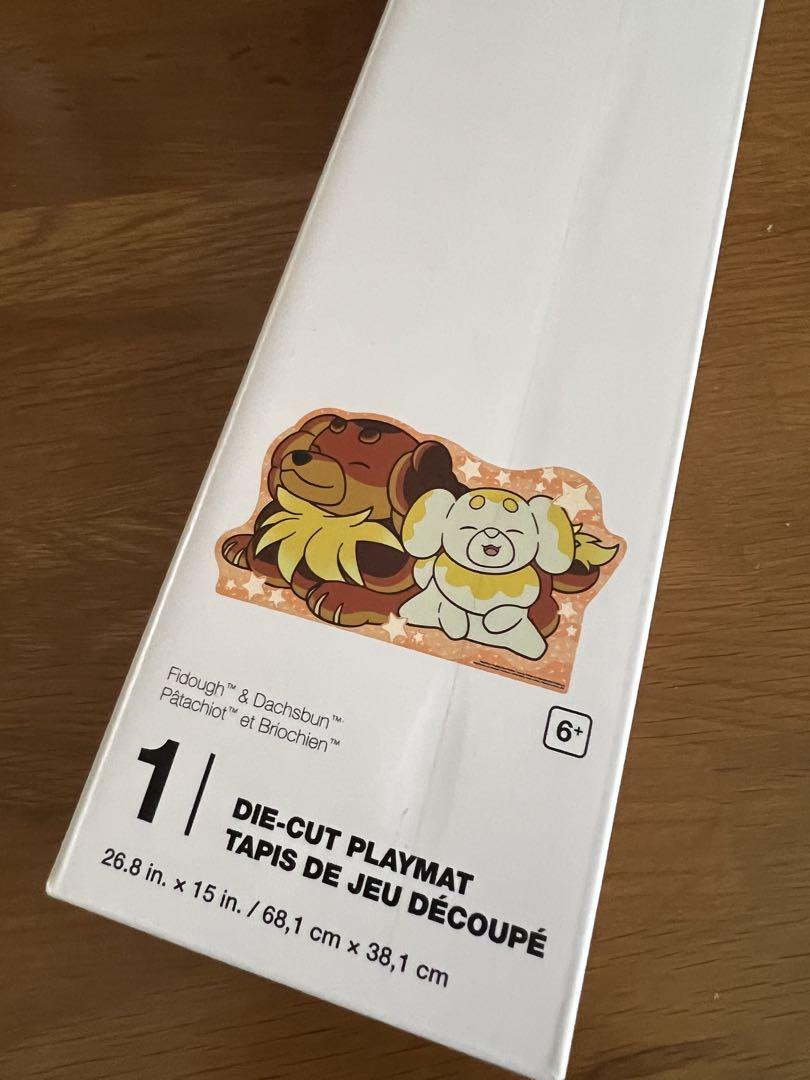 Fidough™ & Dachsbun™
Pâtachiot™ et Briochien™
6+
1
DIE-CUT PLAYMAT
TAPIS DE JEU DÉCOUPÉ
26.8 in. × 15 in. / 68,1 cm × 38,1 cm